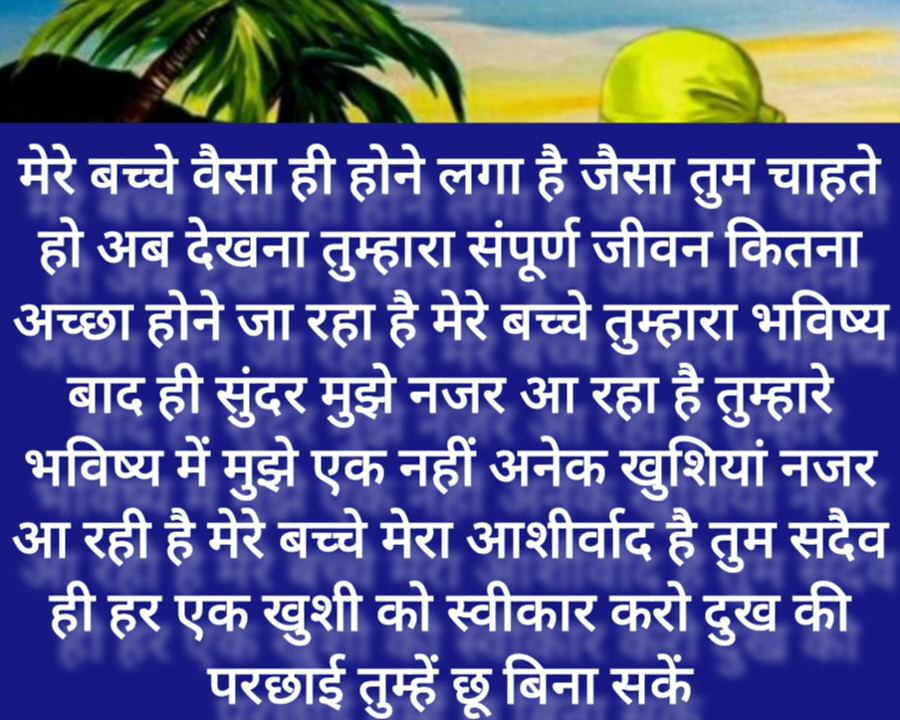 मेरे बच्चे वैसा ही होने लगा है जैसा तुम चाहते
हो अब देखना तुम्हारा संपूर्ण जीवन कितना
अच्छा होने जा रहा है मेरे बच्चे तुम्हारा भविष्य
बाद ही सुंदर मुझे नजर आ रहा है तुम्हारे
भविष्य में मुझे एक नहीं अनेक खुशियां नजर
आ रही है मेरे बच्चे मेरा आशीर्वाद है तुम सदैव
ही हर एक खुशी को स्वीकार करो दुख की
परछाई तुम्हें छू बिना सकें